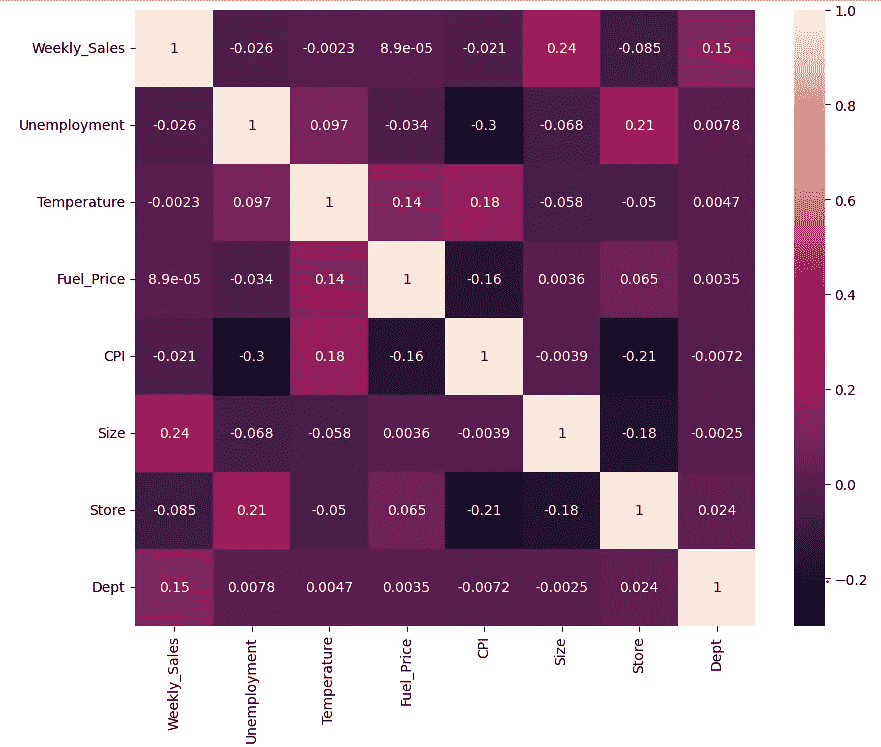 Weekly_Sales 1 -0.026 -0.0023 8.9e-05 -0.021 0.24 -0.085 0.15
Unemployment -0.026 1 0.097 -0.034 -0.3 -0.068 0.21 0.0078
Temperature -0.0023 0.097 1 0.14 0.18 -0.058 -0.05 0.0047
Fuel_Price 8.9e-05 -0.034 0.14 1 -0.16 0.0036 0.065 0.0035
CPI -0.021 -0.3 0.18 -0.16 1 -0.0039 -0.21 -0.0072
Size 0.24 -0.068 -0.058 0.0036 -0.0039 1 -0.18 -0.0025
Store -0.085 0.21 -0.05 0.065 -0.21 -0.18 1 0.024
Dept 0.15 0.0078 0.0047 0.0035 -0.0072 -0.0025 0.024 1
Weekly_Sales
Unemployment
Temperature
Fuel_Price
CPI
Size
Store
Dept
1.0
0.8
0.6
0.4
0.2
0.0
−0.2